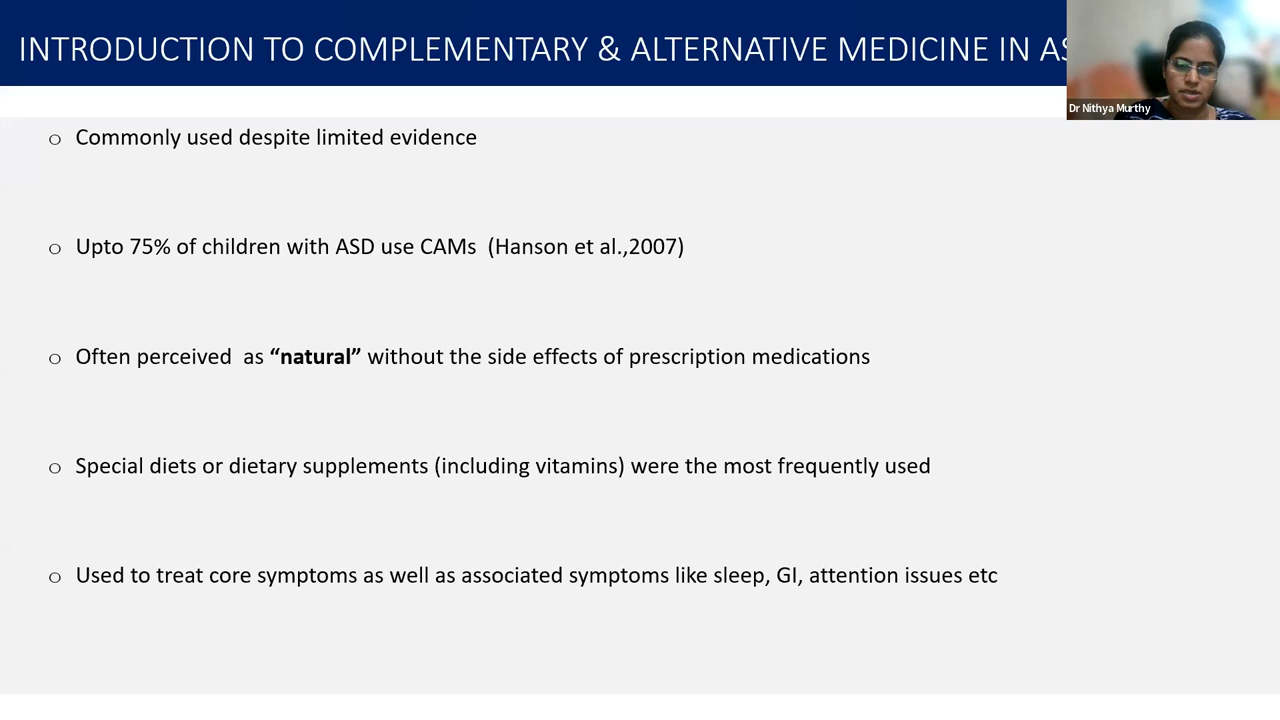 INTRODUCTION TO COMPLEMENTARY & ALTERNATIVE MEDICINE IN
Dr Nithya Murthy
o Commonly used despite limited evidence
o Upto 75% of children with ASD use CAMs (Hanson et al.,2007)
o Often perceived as “natural” without the side effects of prescription medications
o Special diets or dietary supplements (including vitamins) were the most frequently used
o Used to treat core symptoms as well as associated symptoms like sleep, GI, attention issues etc